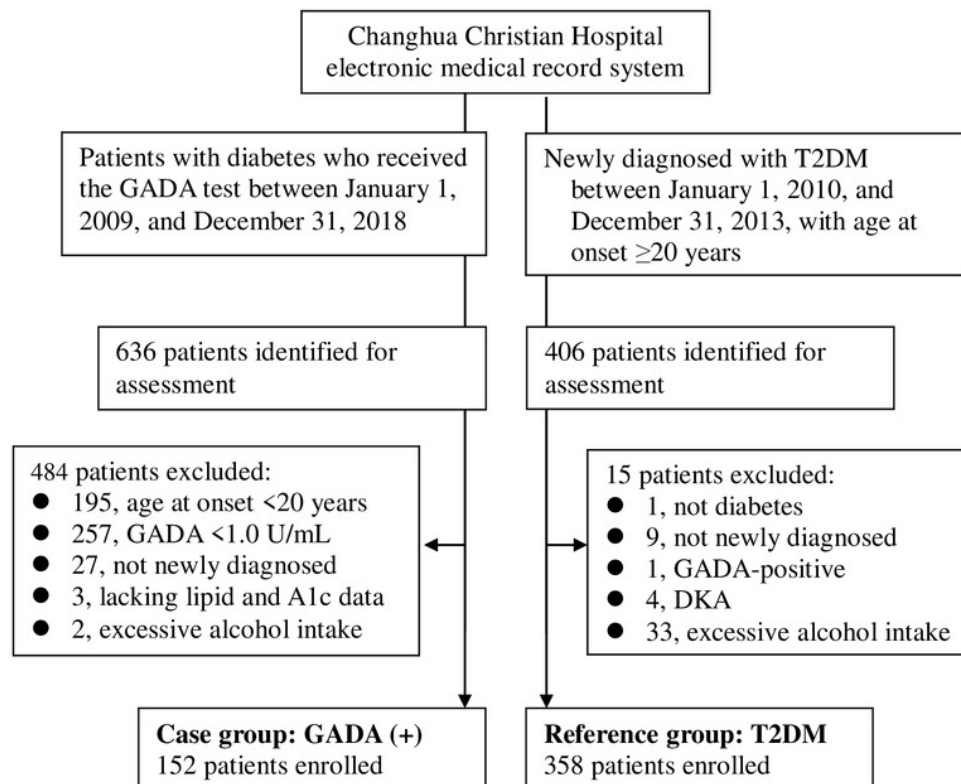 Changhua Christian Hospital
electronic medical record system
Patients with diabetes who received
the GADA test between January 1,
2009, and December 31, 2018
Newly diagnosed with T2DM
between January 1, 2010, and
December 31, 2013, with age at
onset ≥20 years
636 patients identified for
assessment
406 patients identified for
assessment
484 patients excluded:
● 195, age at onset <20 years
● 257, GADA <1.0 U/mL
● 27, not newly diagnosed
● 3, lacking lipid and A1c data
● 2, excessive alcohol intake
15 patients excluded:
● 1, not diabetes
● 9, not newly diagnosed
● 1, GADA-positive
● 4, DKA
● 33, excessive alcohol intake
Case group: GADA (+)
152 patients enrolled
Reference group: T2DM
358 patients enrolled